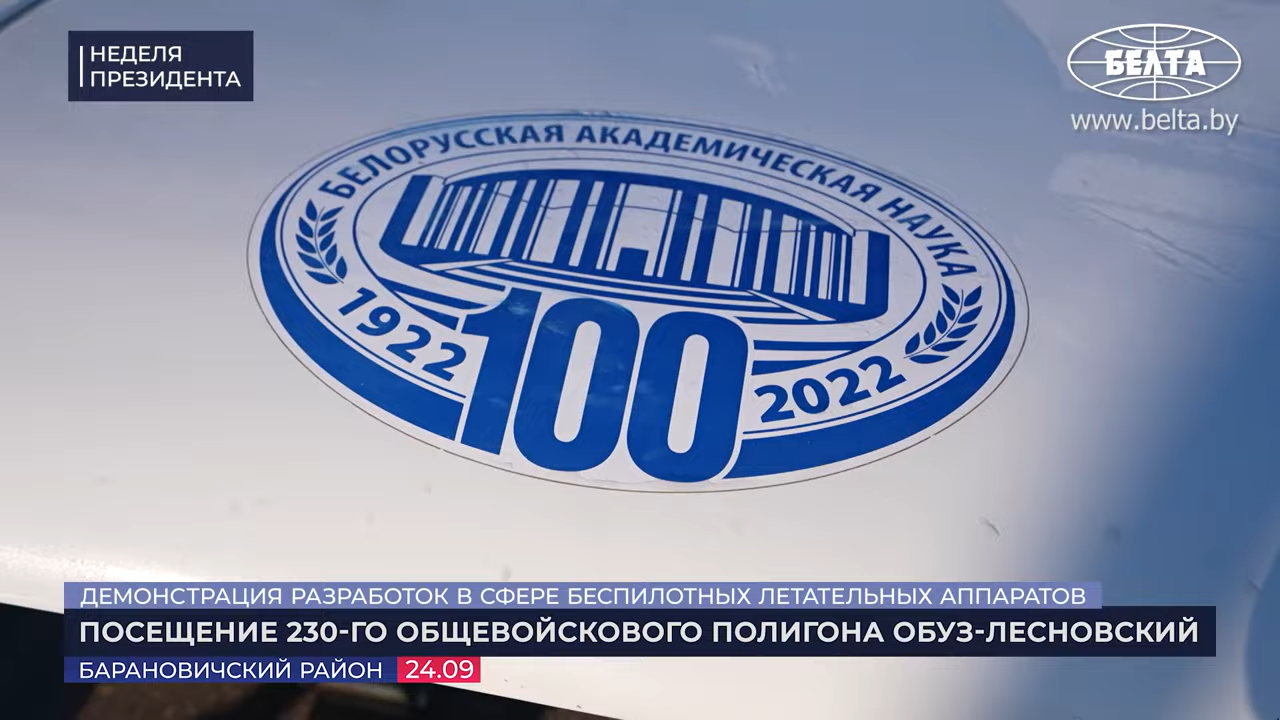 НЕДЕЛЯ
ПРЕЗИДЕНТА
БЕЛТА
www.belta.by
БЕЛОРУССКАЯ АКАДЕМИЧЕСКАЯ НАУКА
1922
100
2022
ДЕМОНСТРАЦИЯ РАЗРАБОТОК В СФЕРЕ БЕСПИЛОТНЫХ ЛЕТАТЕЛЬНЫХ АППАРАТОВ
ПОСЕЩЕНИЕ 230-ГО ОБЩЕВОЙСКОВОГО ПОЛИГОНА ОБУЗ-ЛЕСНОВСКИЙ
БАРАНОВИЧСКИЙ РАЙОН 24.09